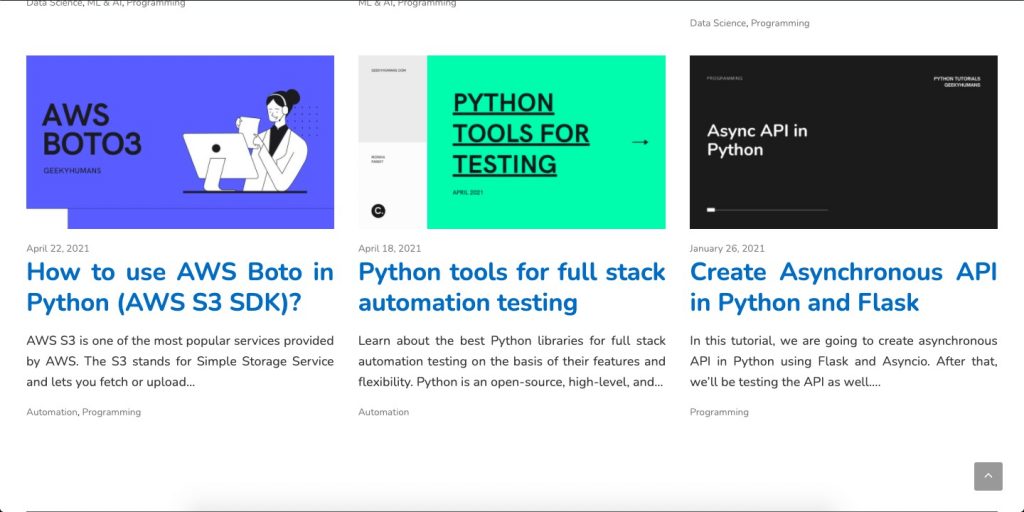 Data Science, ML & AI, Programming
ML & AI, Programming
Data Science, Programming
AWS
BOTO3
GEEKYHUMANS
GEEKYHUMANS.COM
PYTHON
TOOLS FOR
TESTING
APRIL 2021
C.
PROGRAMMING
PYTHON TUTORIALS
GEEKYHUMANS
Async API in
Python
April 22, 2021
How to use AWS Boto in
Python (AWS S3 SDK)?
AWS S3 is one of the most popular services provided
by AWS. The S3 stands for Simple Storage Service
and lets you fetch or upload...
Automation, Programming
April 18, 2021
Python tools for full stack
automation testing
Learn about the best Python libraries for full stack
automation testing on the basis of their features and
flexibility. Python is an open-source, high-level, and...
Automation
January 26, 2021
Create Asynchronous API
in Python and Flask
In this tutorial, we are going to create asynchronous
API in Python using Flask and Asyncio. After that,
we'll be testing the API as well....
Programming